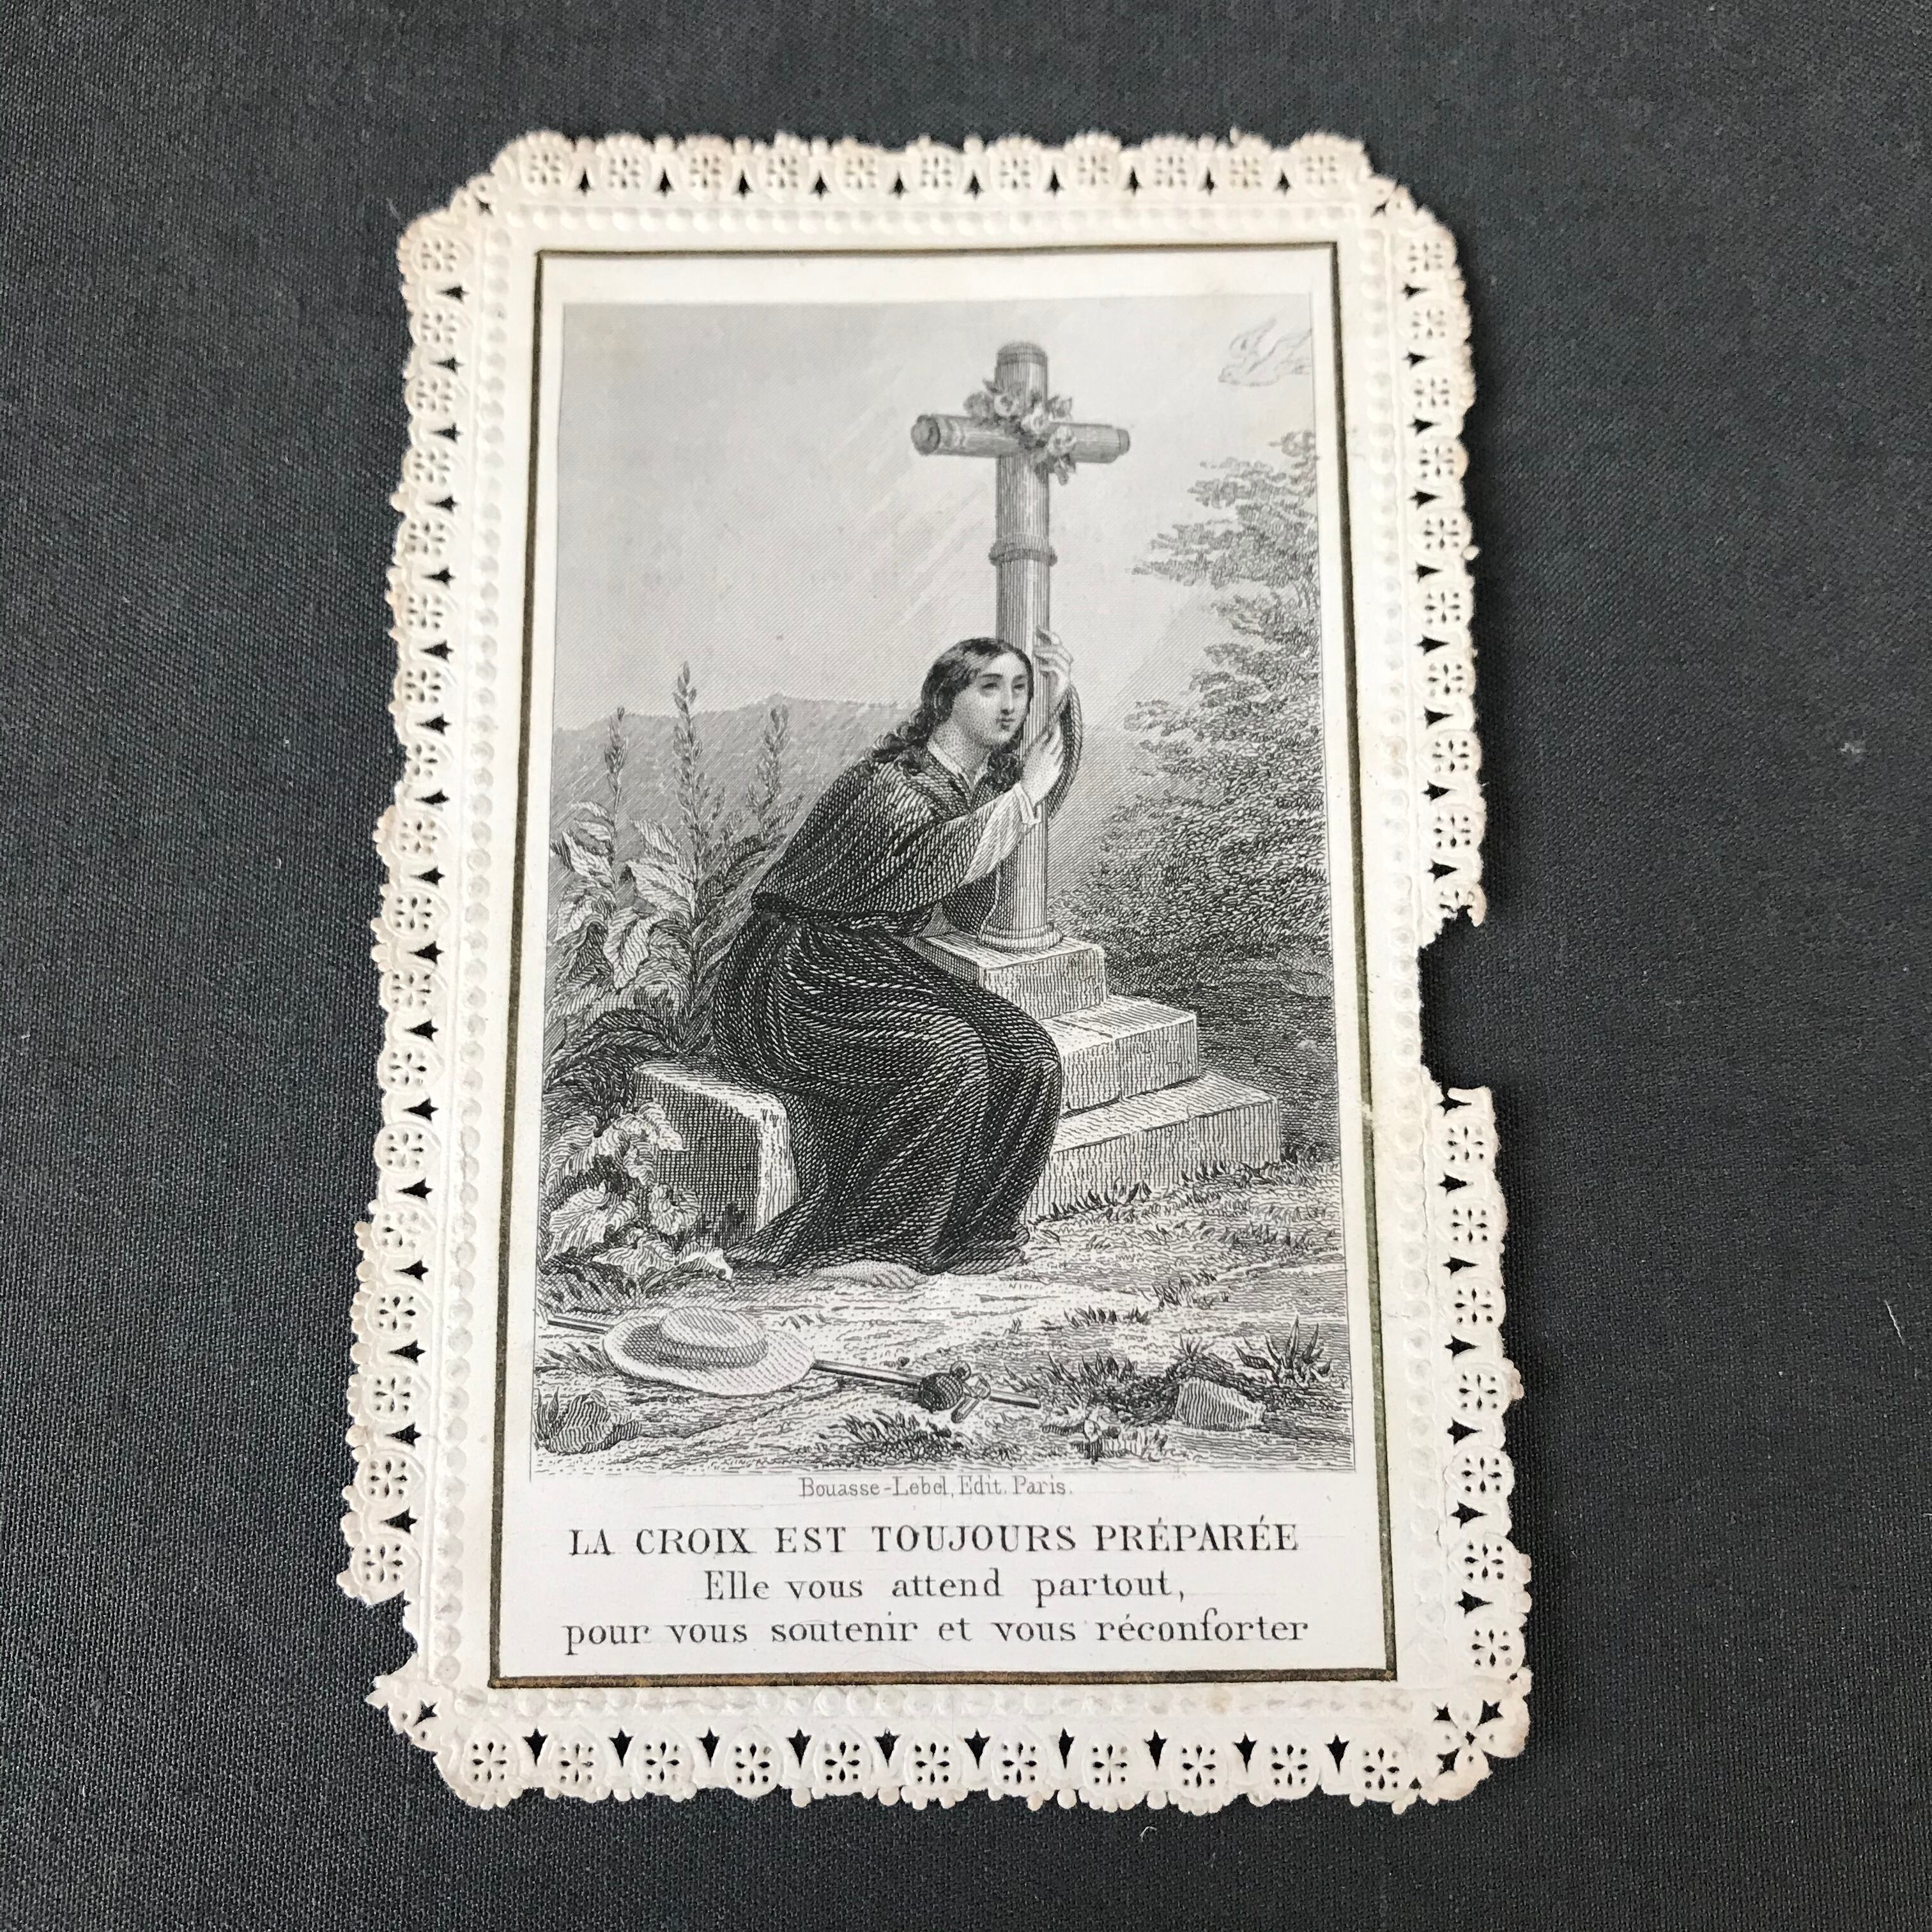 Bouasse-Lebel, Edit. Paris.
LA CROIX EST TOUJOURS PRÉPARÉE
Elle vous attend partout,
pour vous soutenir et vous réconforter